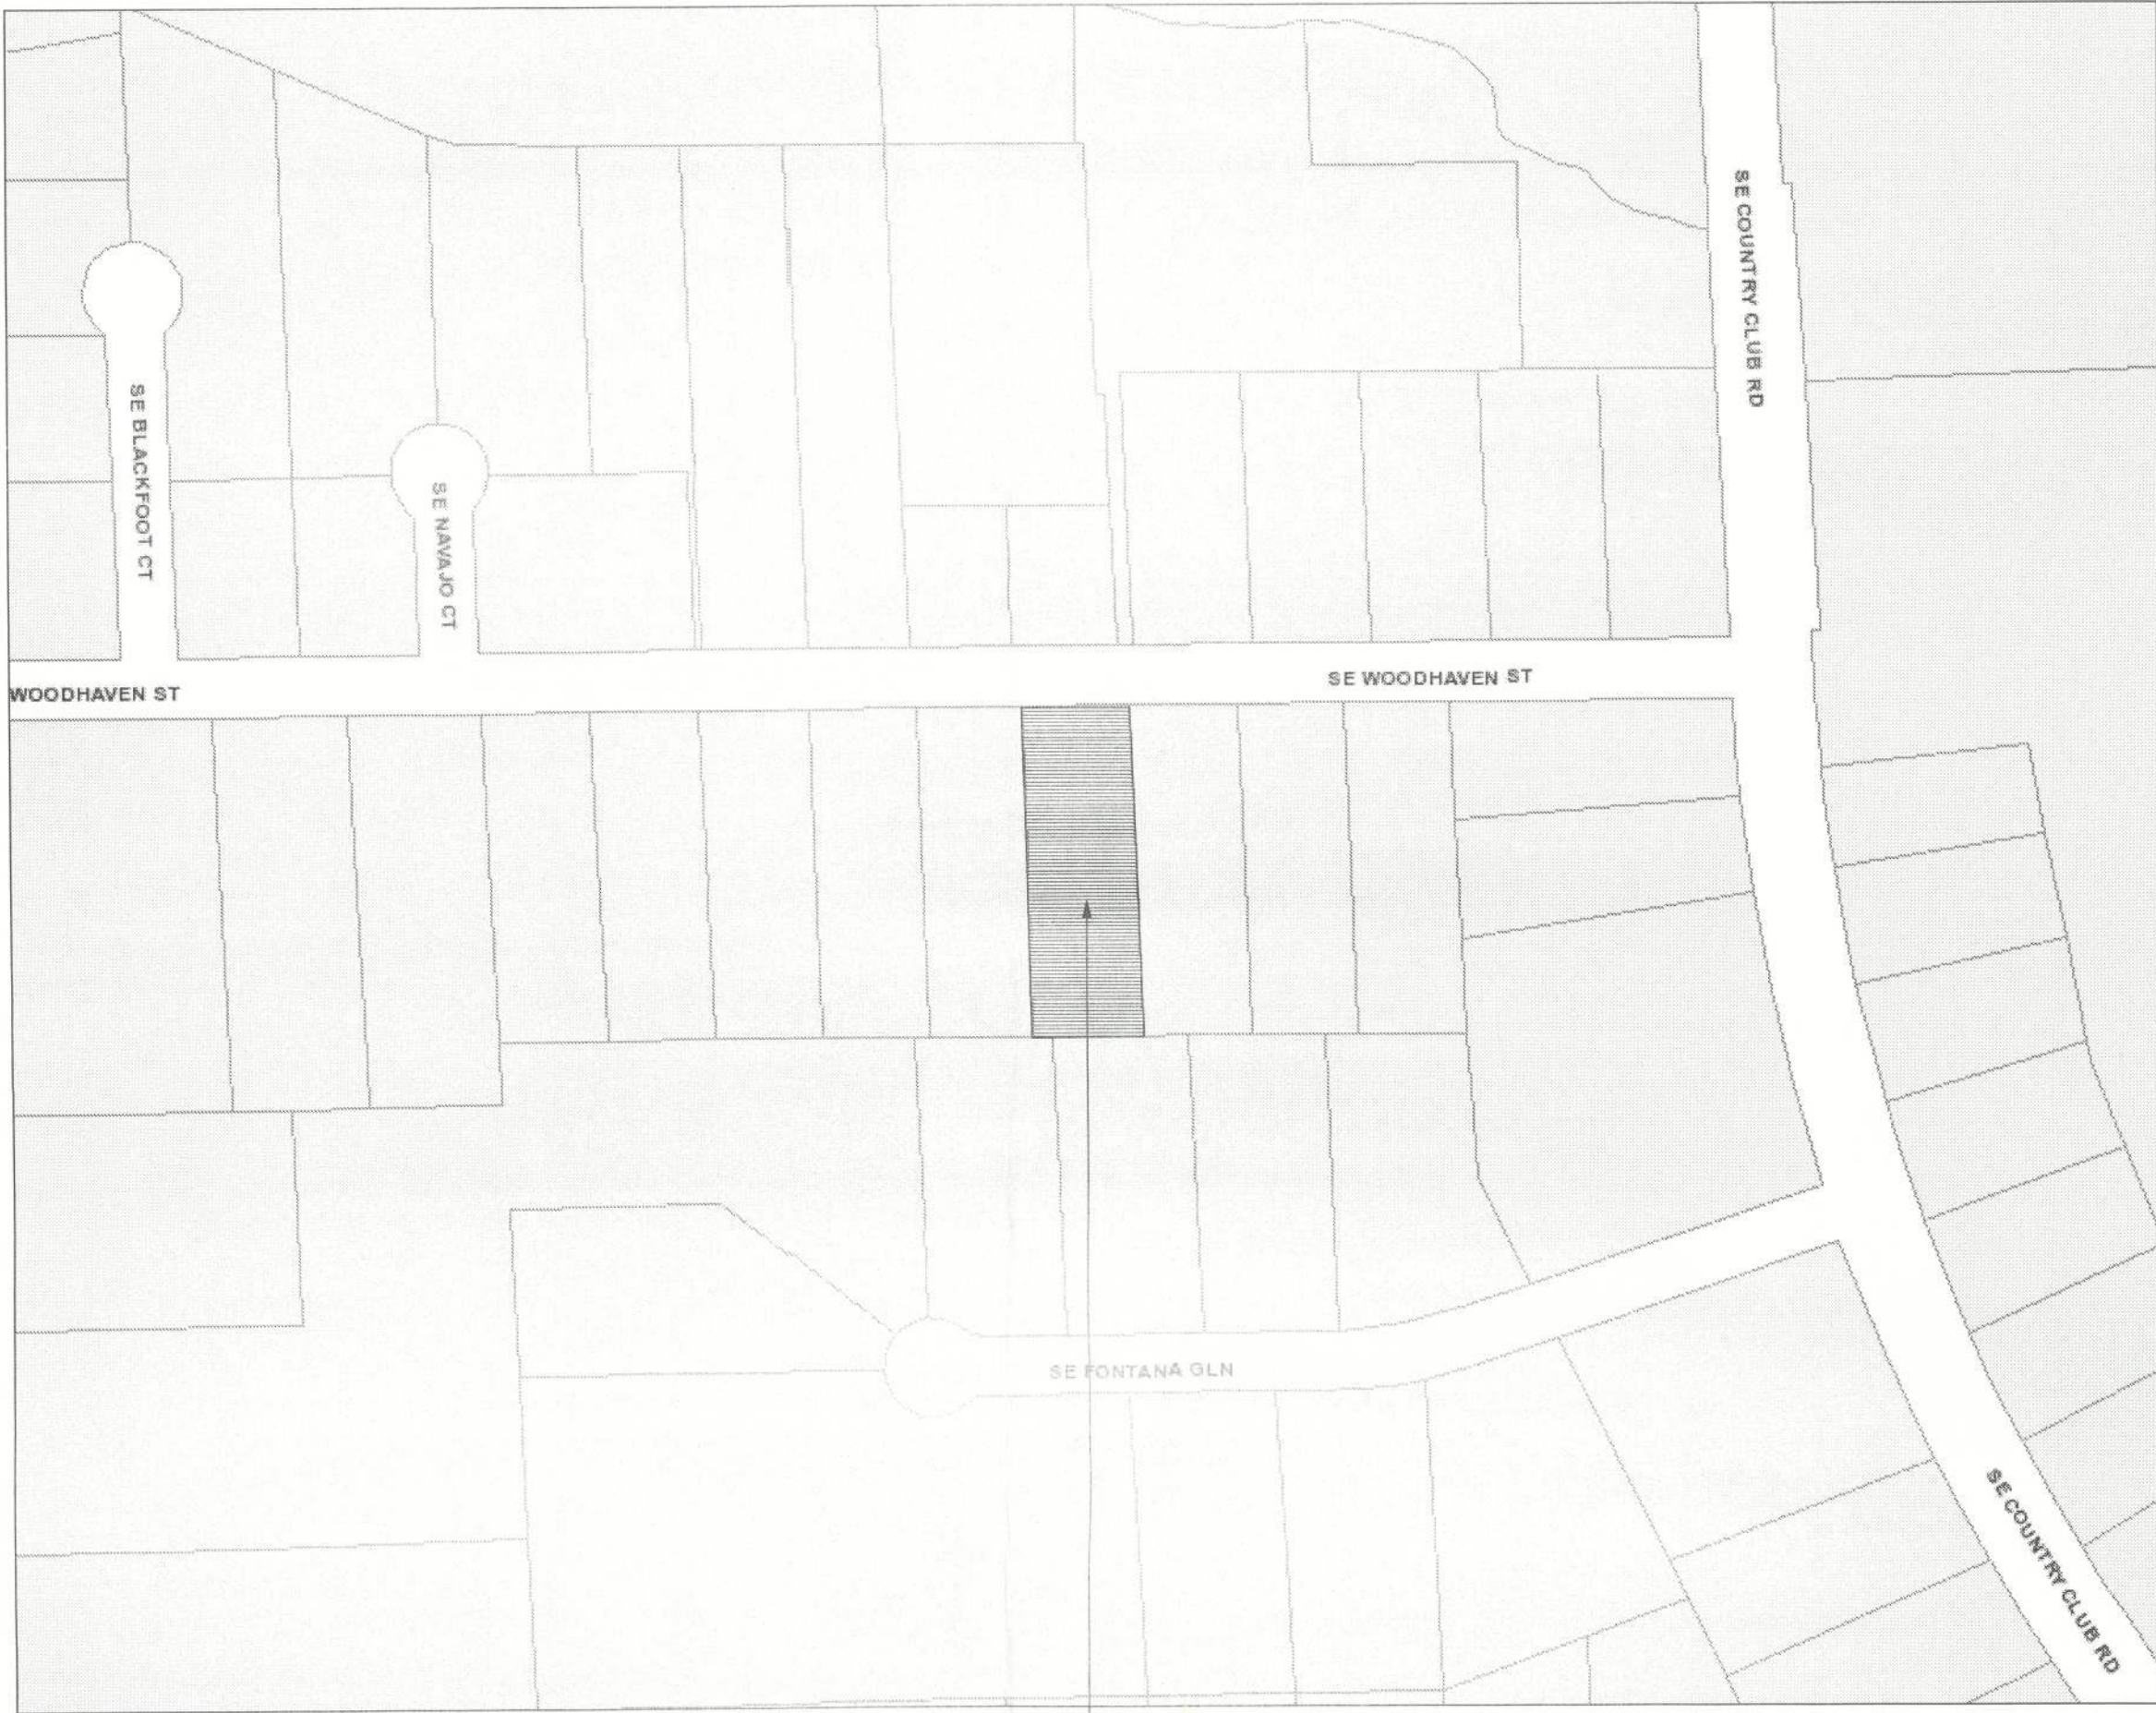 SE COUNTRY CLUB RD
SE BLACKFOOT CT
SE NAVAJO CT
WOODHAVEN ST
SE WOODHAVEN ST
SE FONTANA GLN
SE COUNTRY CLUB RD